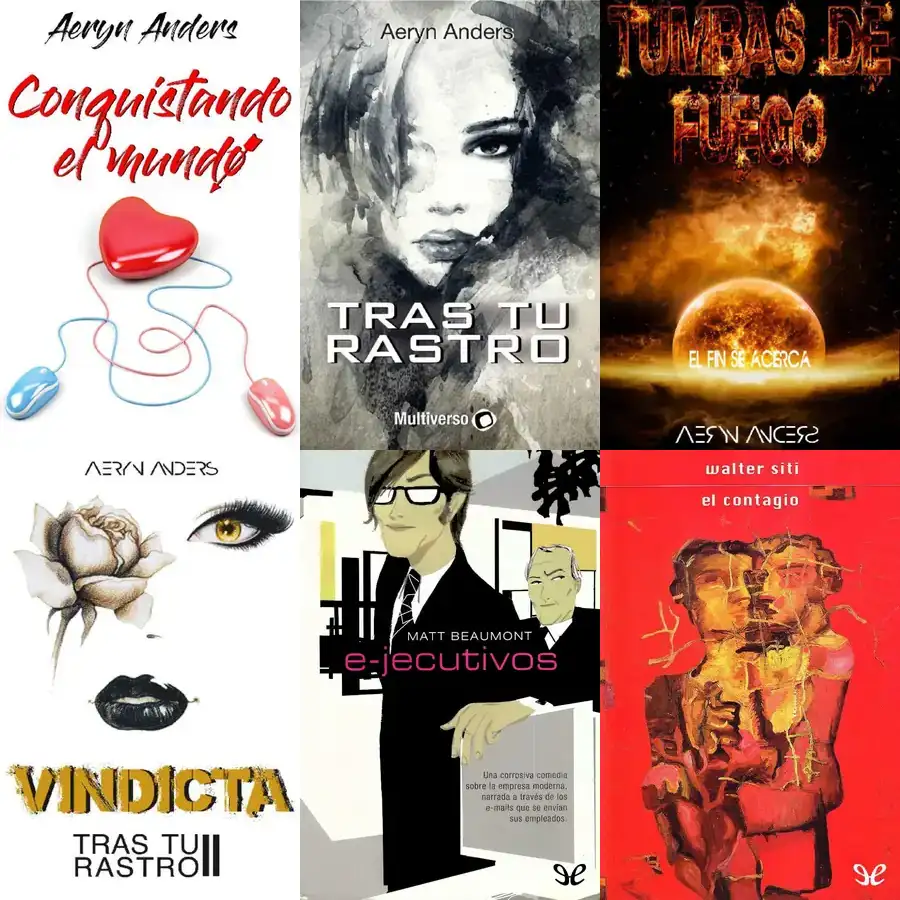 Aeryn Anders
Conquistando
el mundo
Aeryn Anders
TRAS TU
RASTRO
Multiverso
TUMBAS DE
FUEGO
EL FIN SE ACERCA
AERYN ANDERS
AERYN ANDERS
VINDICTA
TRAS TU
RASTRO II
MATT BEAUMONT
e-jecutivos
Una corrosiva comedia
sobre la empresa moderna,
narrada a través de los
e-mails que se envían
sus empleados.
walter siti
el contagio